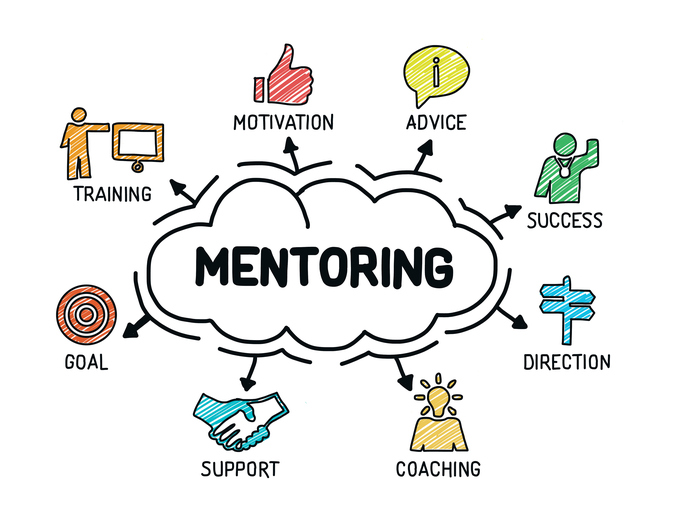 MOTIVATION
ADVICE
TRAINING
SUCCESS
MENTORING
GOAL
DIRECTION
SUPPORT
COACHING